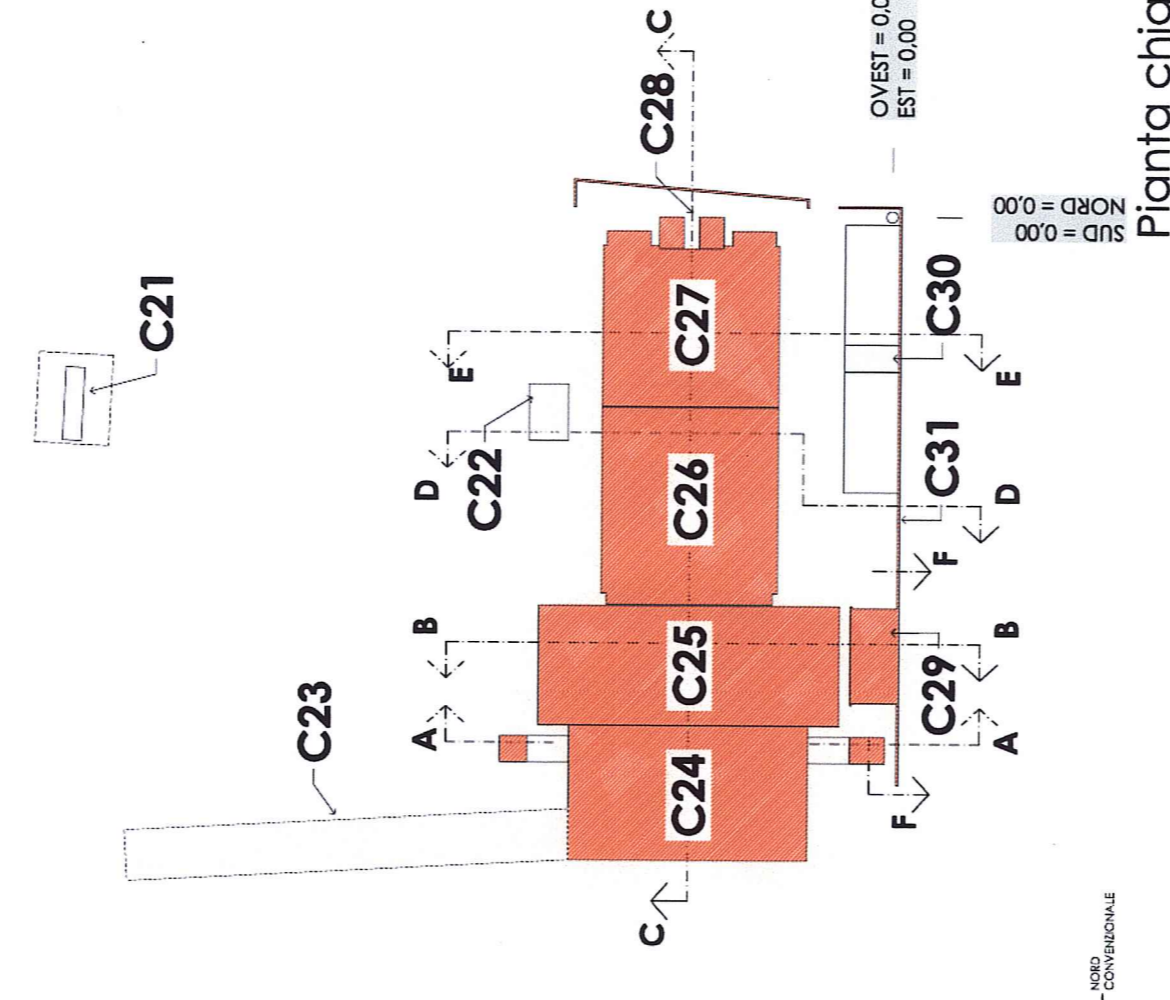 C21
C23
C22
C24
C25
C26
C27
C28
C29
C30
C31
A
A
B
B
C
C
D
D
E
E
F
F
OVEST = 0,0
EST = 0,00
SUD = 0,00
NORD = 0,00
NORD
CONVENZIONALE
Pianta chia